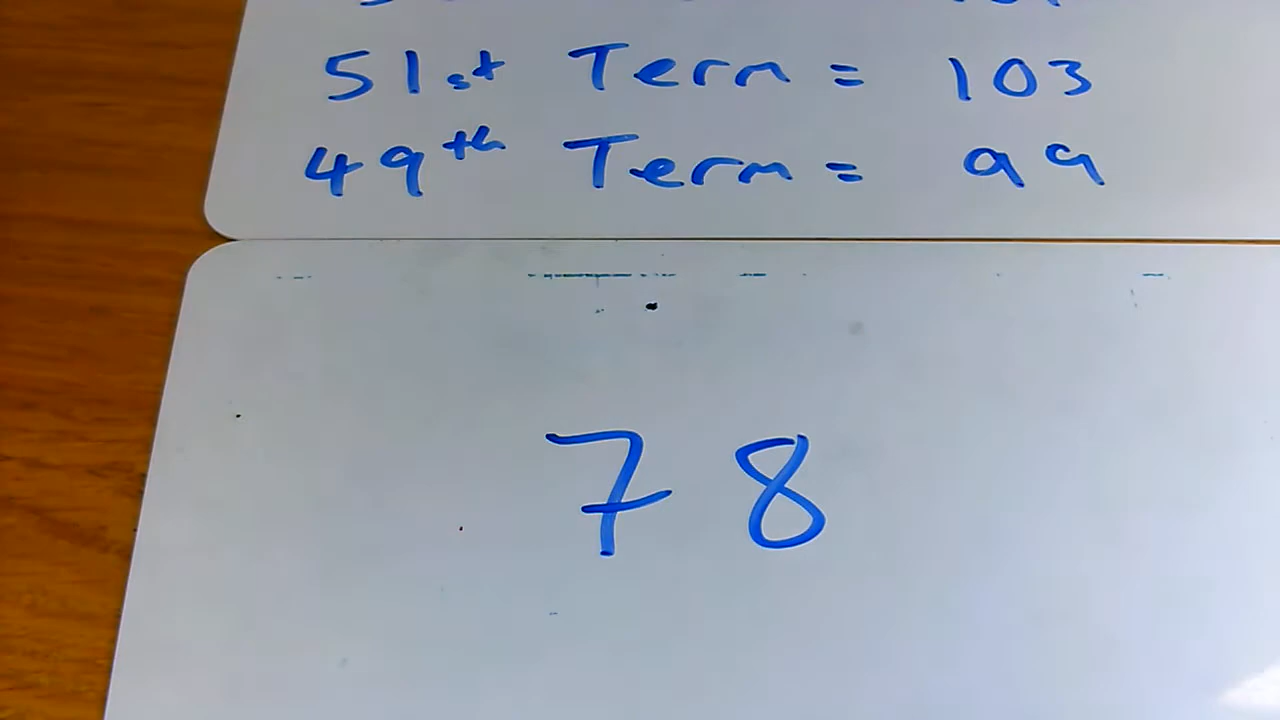 51st Term = 103
49th Term = 99
78